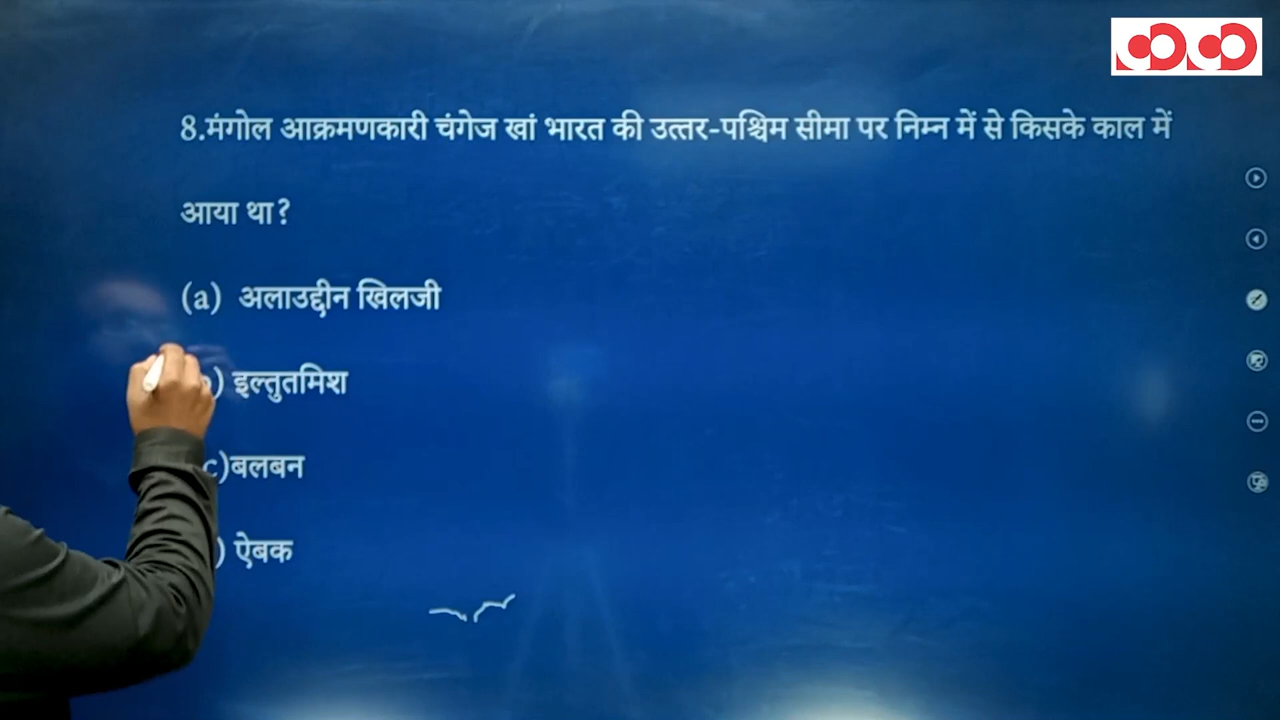 8.मंगोल आक्रमणकारी चंगेज खां भारत की उत्तर-पश्चिम सीमा पर निम्न में से किसके काल में
आया था?
(a) अलाउद्दीन खिलजी
) इल्तुतमिश
c)बलबन
) ऐबक